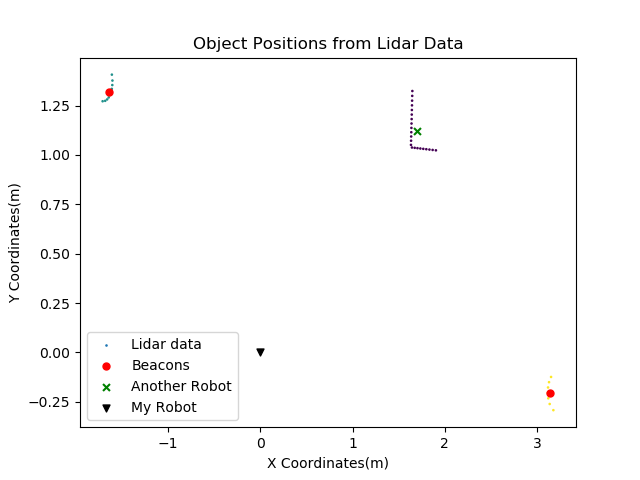 Object Positions from Lidar Data
Y Coordinates(m)
1.25
1.00
0.75
0.50
0.25
0.00
−0.25
Lidar data
Beacons
Another Robot
My Robot
−1
0
1
2
3
X Coordinates(m)